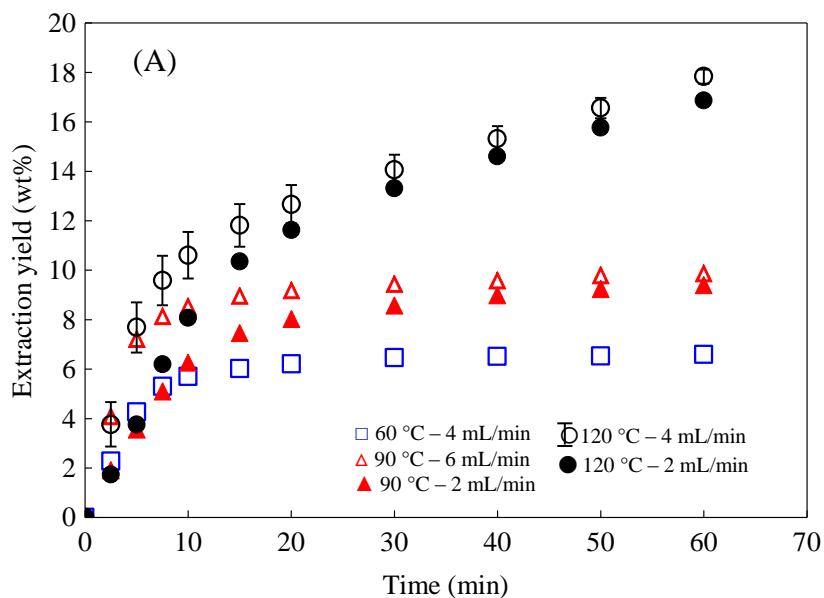 (A)
Extraction yield (wt%)
20
18
16
14
12
10
8
6
4
2
0
60 °C – 4 mL/min
90 °C – 6 mL/min
90 °C – 2 mL/min
120 °C – 4 mL/min
120 °C – 2 mL/min
0 10 20 30 40 50 60 70
Time (min)